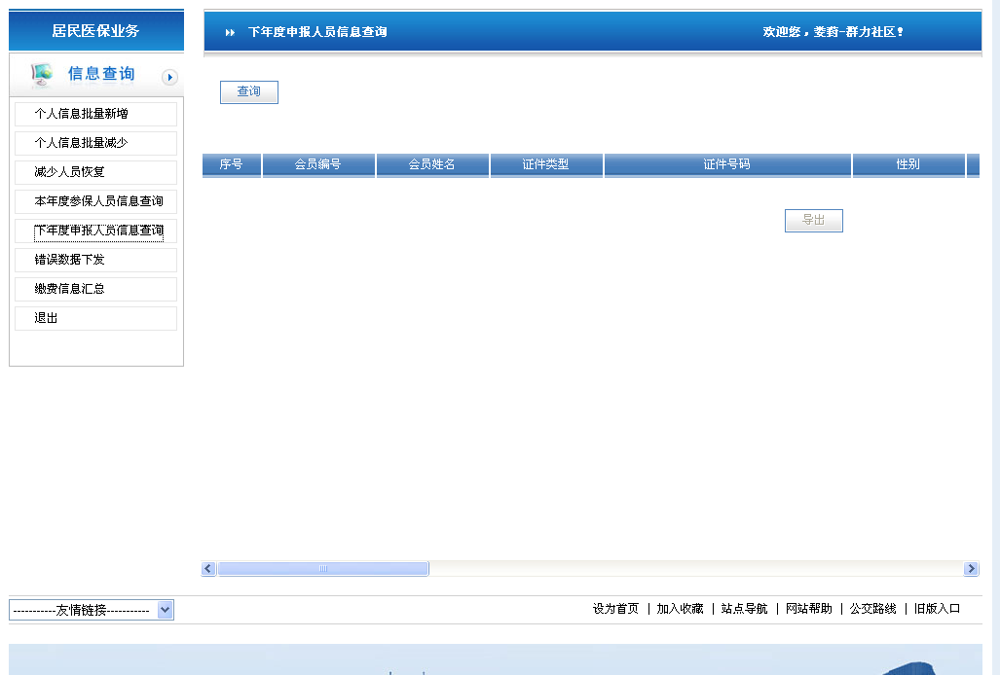 居民医保业务
下年度申报人员信息查询
欢迎您，娄葑-群力社区！
信息查询
个人信息批量新增
个人信息批量减少
减少人员恢复
本年度参保人员信息查询
下年度申报人员信息查询
错误数据下发
缴费信息汇总
退出
查询
序号 会员编号 会员姓名 证件类型 证件号码 性别
导出
-----------友情链接-----------
设为首页 | 加入收藏 | 站点导航 | 网站帮助 | 公交路线 | 旧版入口